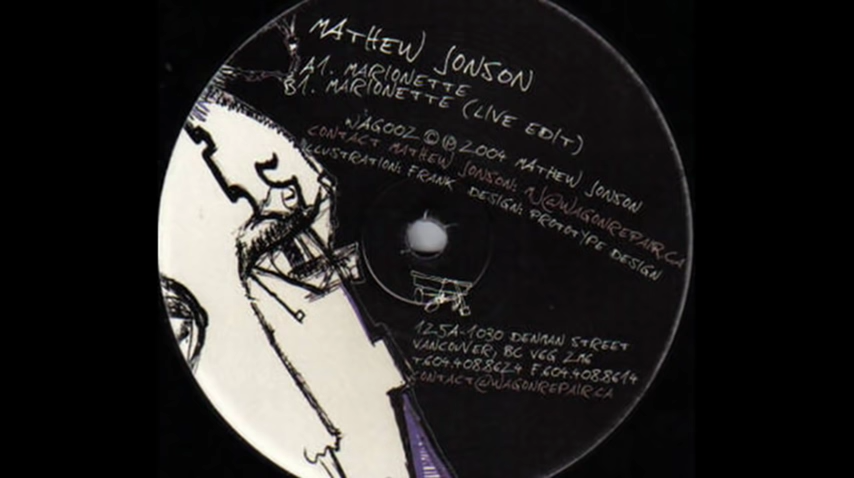 MATHEW JONSON
A1. MARIONETTE
B1. MARIONETTE (LIVE EDIT)
WAG002 © ℗ 2004 MATHEW JONSON
CONTACT MATHEW JONSON: MJ@WAGONREPAIR.CA
ILLUSTRATION: FRANK DESIGN: PROTOTYPE DESIGN
125A-1030 DENMAN STREET
VANCOUVER, BC V6G 2M6
T.604.408.8624 F.604.408.8614
CONTACT@WAGONREPAIR.CA